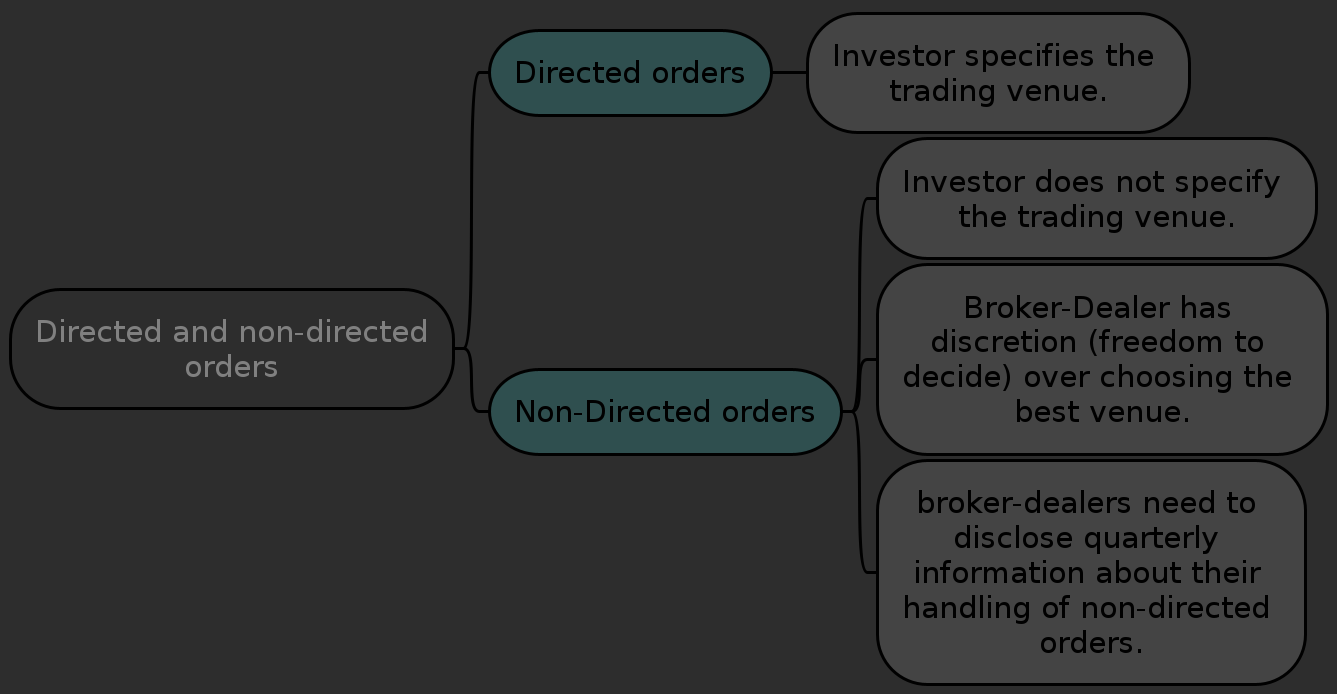 Directed and non-directed
orders
Directed orders
Investor specifies the
trading venue.
Non-Directed orders
Investor does not specify
the trading venue.
Broker-Dealer has
discretion (freedom to
decide) over choosing the
best venue.
broker-dealers need to
disclose quarterly
information about their
handling of non-directed
orders.